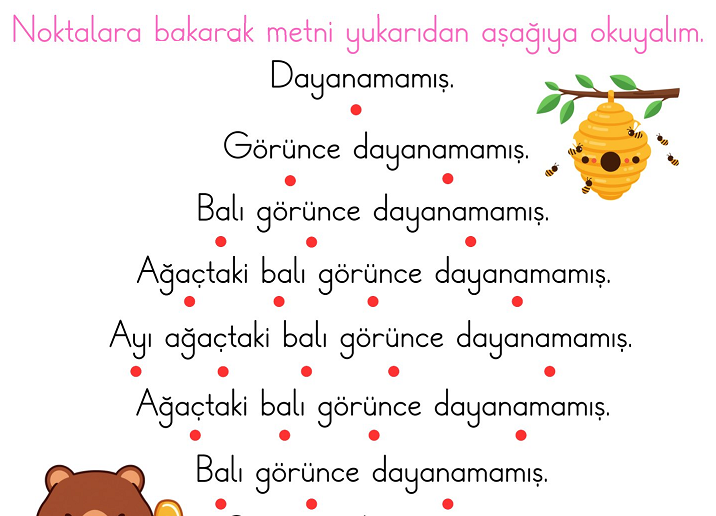 Noktalara bakarak metni yukarıdan aşağıya okuyalım.
Dayanamamış.
Görünce dayanamamış.
Balı görünce dayanamamış.
Ağaçtaki balı görünce dayanamamış.
Ayı ağaçtaki balı görünce dayanamamış.
Ağaçtaki balı görünce dayanamamış.
Balı görünce dayanamamış.